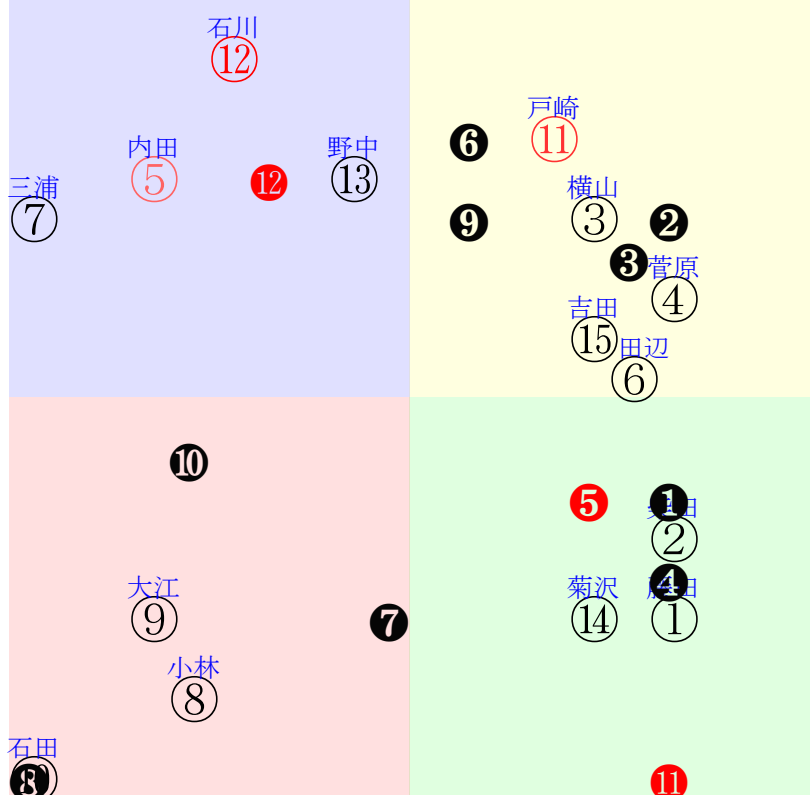 石川
⑫
戸崎
⑪
❻
内田
⑤
野中
⑬
⓬
三浦
⑦
横山
③
❾
❷
❸
菅原
④
吉田
⑮
田辺
⑥
❿
❺
❶
②
大江
⑨
❼
菊沢
⑭
❹
①
小林
⑧
石田
⓫